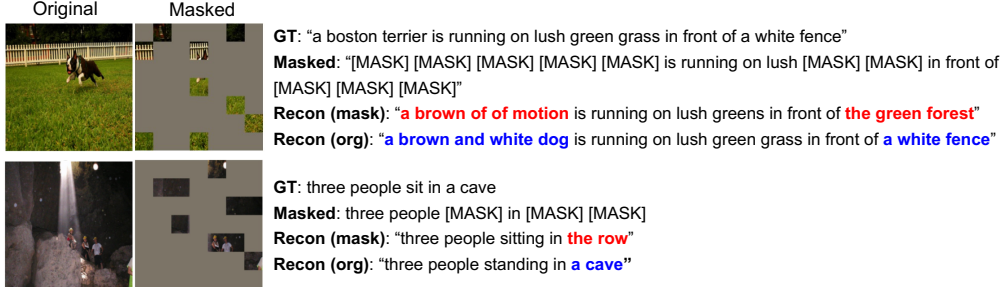 Original Masked
GT: “a boston terrier is running on lush green grass in front of a white fence”
Masked: “[MASK] [MASK] [MASK] [MASK] [MASK] is running on lush [MASK] [MASK] in front of
[MASK] [MASK] [MASK]”
Recon (mask): “a brown of of motion is running on lush greens in front of the green forest”
Recon (org): “a brown and white dog is running on lush green grass in front of a white fence”
GT: three people sit in a cave
Masked: three people [MASK] in [MASK] [MASK]
Recon (mask): “three people sitting in the row”
Recon (org): “three people standing in a cave”